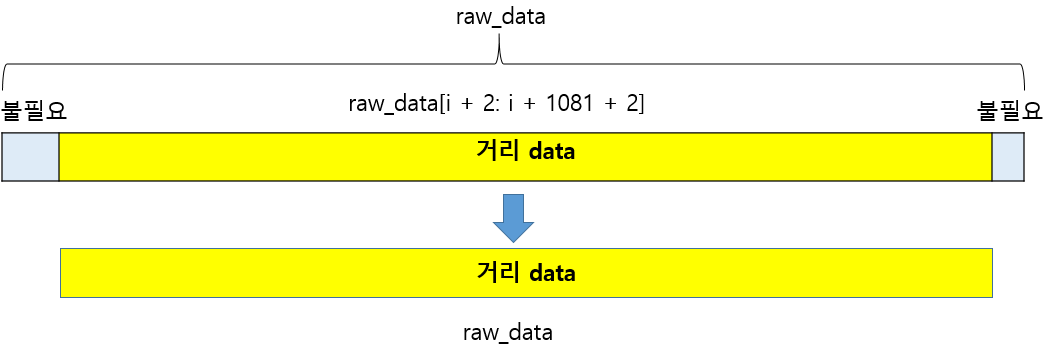 raw_data
불필요
raw_data[i + 2: i + 1081 + 2]
불필요
거리 data
거리 data
raw_data